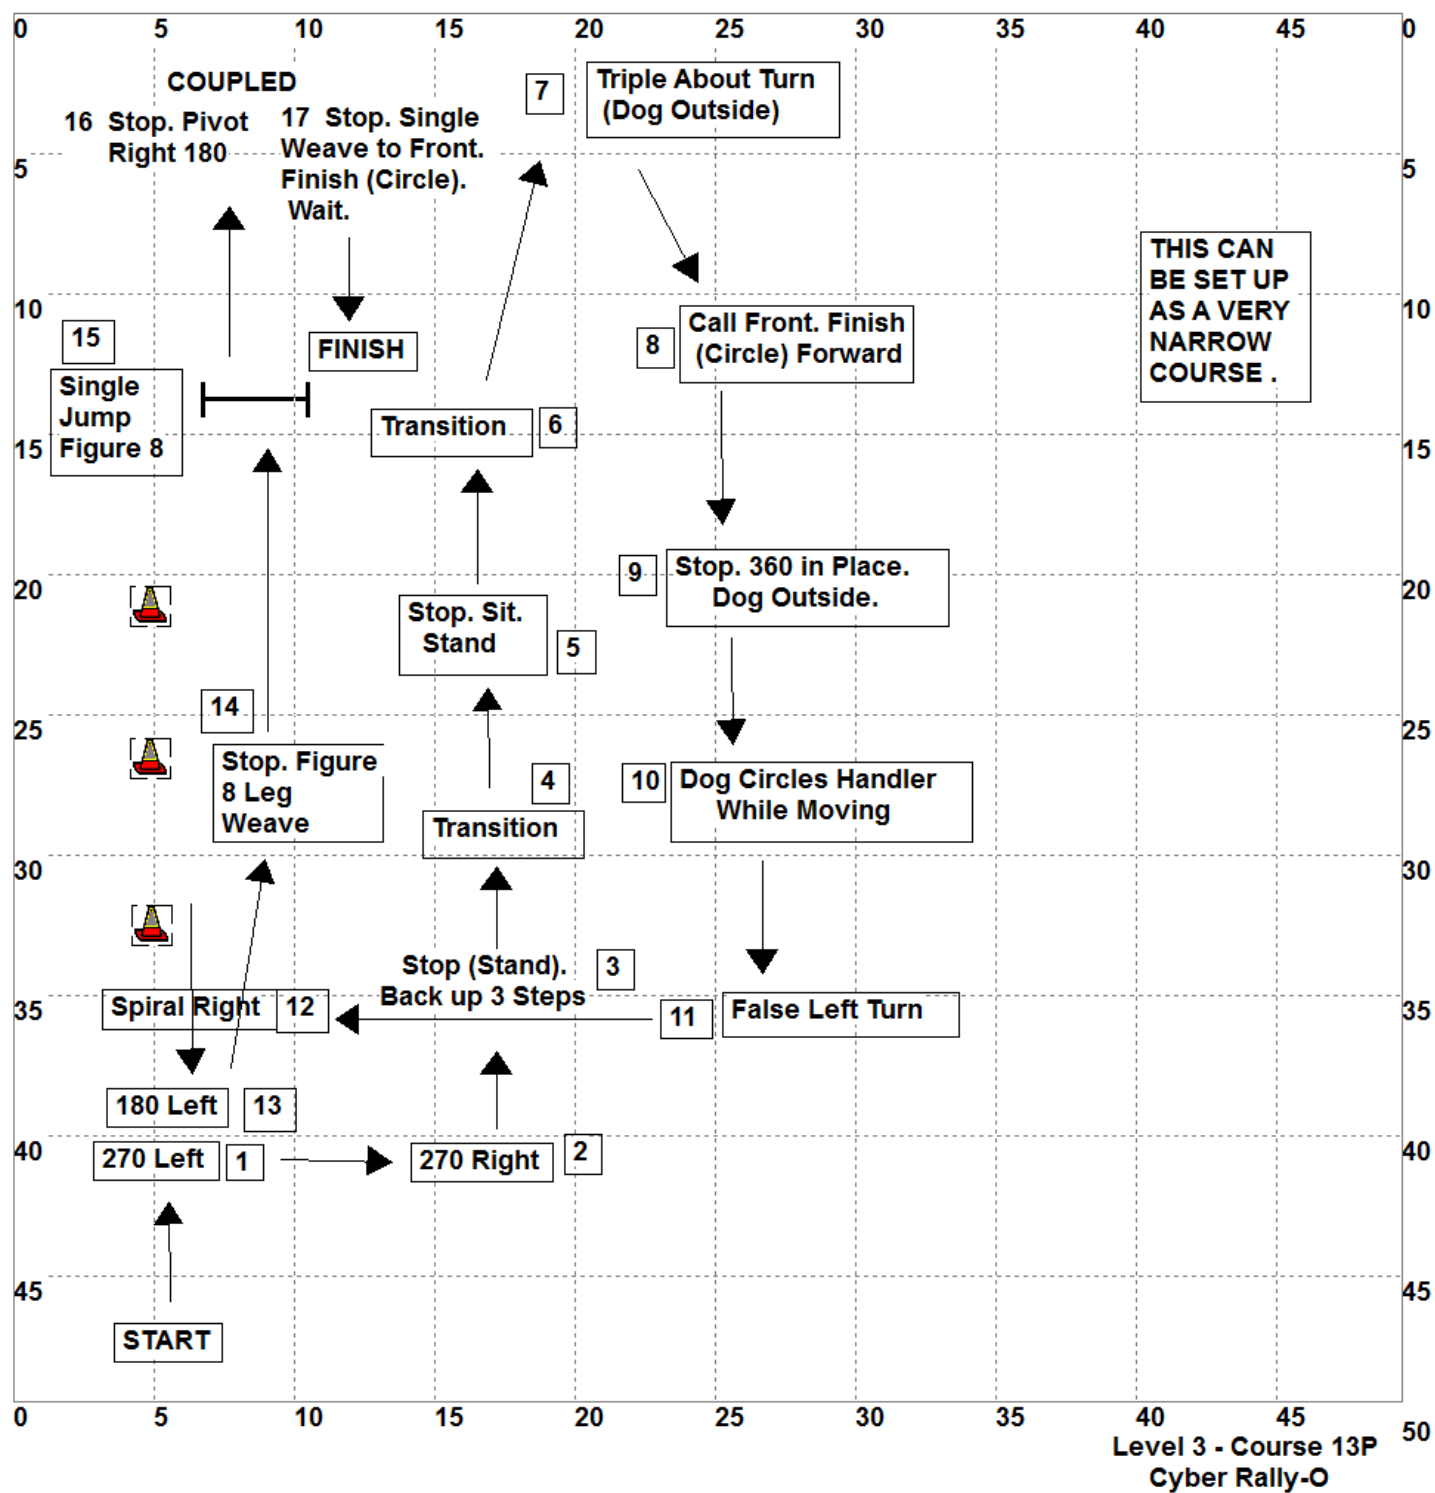 0 5 10 15 20 25 30 35 40 45 0
COUPLED
16 Stop. Pivot
Right 180
17 Stop. Single
Weave to Front.
Finish (Circle).
Wait.
7
Triple About Turn
(Dog Outside)
5 5
THIS CAN
BE SET UP
AS A VERY
NARROW
COURSE .
10 10
15
Single
Jump
Figure 8
FINISH
8
Call Front. Finish
(Circle) Forward
Transition 6
15 15
9
Stop. 360 in Place.
Dog Outside.
20 20
Stop. Sit.
Stand
5
14
25 25
Stop. Figure
8 Leg
Weave
4
Transition
10
Dog Circles Handler
While Moving
30 30
Stop (Stand).
Back up 3 Steps
3
35 35
Spiral Right 12
11 False Left Turn
180 Left 13
40 40
270 Left 1
270 Right 2
45 45
START
0 5 10 15 20 25 30 35 40 45 50
Level 3 - Course 13P
Cyber Rally-O